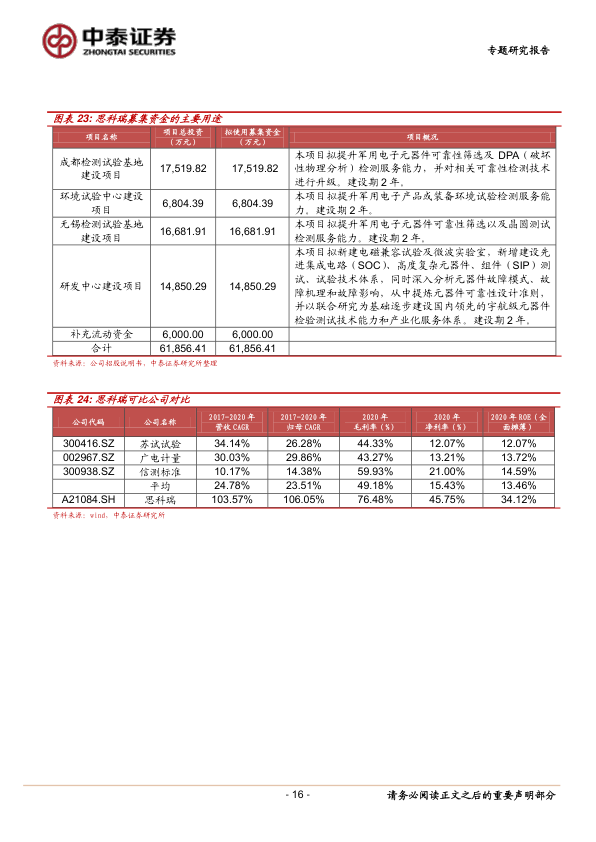 中泰证券
ZHONGTAI SECURITIES
专题研究报告
图表 23: 思科瑞募集资金的主要用途
项目名称 项目总投资（万元） 拟使用募集资金（万元） 项目概况
成都检测试验基地建设项目 17,519.82 17,519.82 本项目拟提升军用电子元器件可靠性筛选及 DPA（破坏
性物理分析）检测服务能力，并对相关可靠性检测技术
进行升级。建设期 2 年。
环境试验中心建设项目 6,804.39 6,804.39 本项目拟提升军用电子产品或装备环境试验检测服务能
力。建设期 2 年。
无锡检测试验基地建设项目 16,681.91 16,681.91 本项目拟提升军用电子元器件可靠性筛选以及晶圆测试
检测服务能力。建设期 2 年。
研发中心建设项目 14,850.29 14,850.29 本项目拟新建电磁兼容试验及微波实验室，新增建设先
进集成电路（SOC）、高度复杂元器件、组件（SIP）测
试、试验技术体系，同时深入分析元器件故障模式、故
障机理和故障影响，从中提炼元器件可靠性设计准则，
并以联合研究为基础逐步建设国内领先的宇航级元器件
检验测试技术能力和产业化服务体系。建设期 2 年。
补充流动资金 6,000.00 6,000.00
合计 61,856.41 61,856.41
资料来源：公司招股说明书，中泰证券研究所整理
图表 24: 思科瑞可比公司对比
公司代码 公司名称 2017-2020 年营收 CAGR 2017-2020 年归母 CAGR 2020 年毛利率（%） 2020 年净利率（%） 2020 年 ROE（全面摊薄）
300416.SZ 苏试试验 34.14% 26.28% 44.33% 12.07% 12.07%
002967.SZ 广电计量 30.03% 29.86% 43.27% 13.21% 13.72%
300938.SZ 信测标准 10.17% 14.38% 59.93% 21.00% 14.59%
平均 24.78% 23.51% 49.18% 15.43% 13.46%
A21084.SH 思科瑞 103.57% 106.05% 76.48% 45.75% 34.12%
资料来源：wind，中泰证券研究所
- 16 -
请务必阅读正文之后的重要声明部分